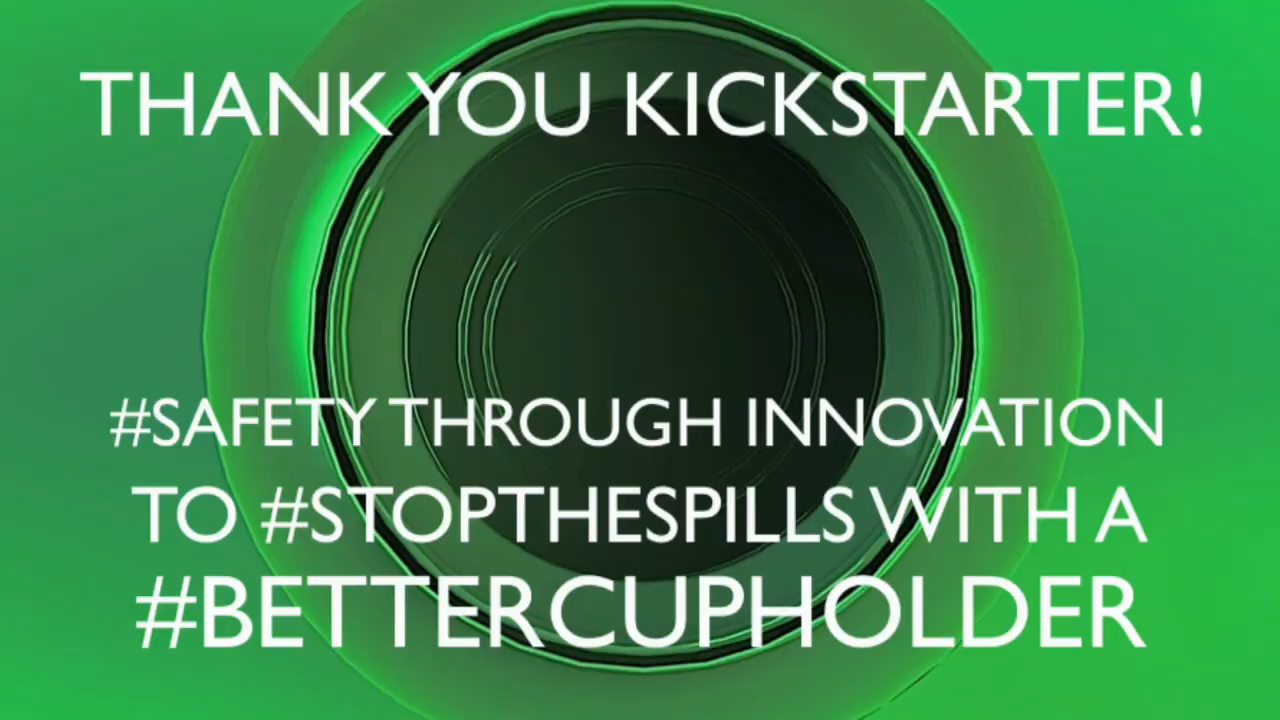 THANK YOU KICKSTARTER!
#SAFETY THROUGH INNOVATION
TO #STOPTHESPILLS WITH A
#BETTERCUPHOLDER